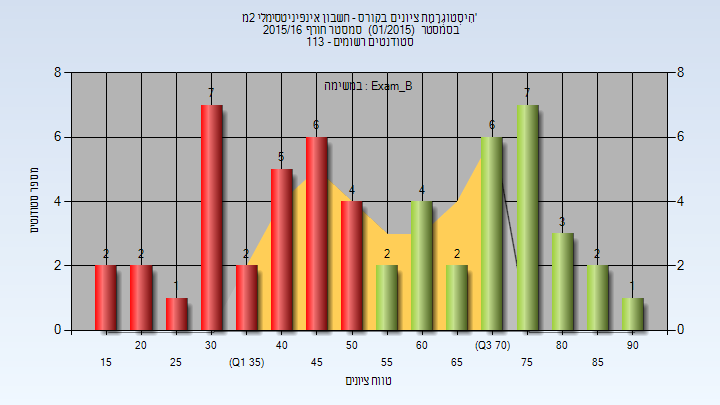 'היסטוגרמת ציונים בקורס - חשבון אינפיניטסימלי 2מ
בסמסטר (01/2015) סמסטר חורף 2015/16
סטודנטים רשומים - 113
במשימה : Exam_B
מספר סטודנטים
8 8
6 6
4 4
2 2
0 0
2 2 1 7 2 5 6 4 2 4 2 6 7 3 2 1
20 30 40 50 60 (Q3 70) 80 90
15 25 (Q1 35) 45 55 65 75 85
טווח ציונים